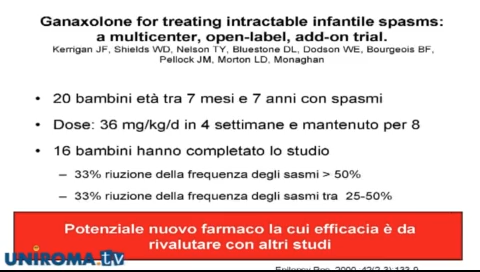 Ganaxolone for treating intractable infantile spasms:
a multicenter, open-label, add-on trial.
Kerrigan JF, Shields WD, Nelson TY, Bluestone DL, Dodson WE, Bourgeois BF,
Pellock JM, Morton LD, Monaghan
• 20 bambini età tra 7 mesi e 7 anni con spasmi
• Dose: 36 mg/kg/d in 4 settimane e mantenuto per 8
• 16 bambini hanno completato lo studio
– 33% riuzione della frequenza degli sasmi > 50%
– 33% riuzione della frequenza degli sasmi tra 25-50%
Potenziale nuovo farmaco la cui efficacia è da
rivalutare con altri studi
UNIROMA.tv